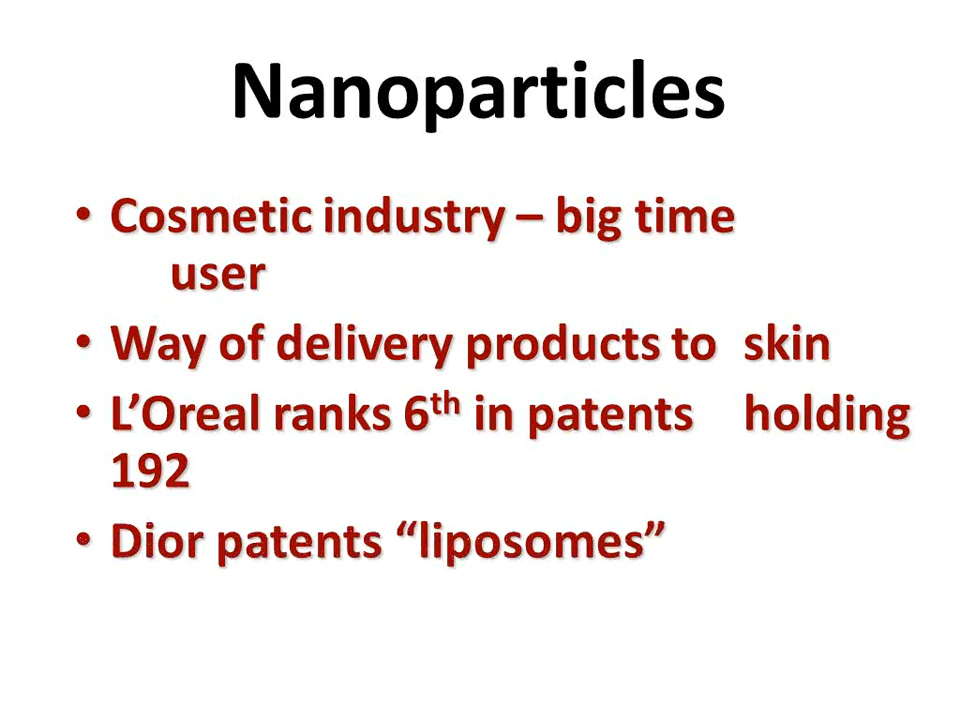 Nanoparticles
• Cosmetic industry – big time
user
• Way of delivery products to skin
• L’Oreal ranks 6th in patents holding
192
• Dior patents “liposomes”